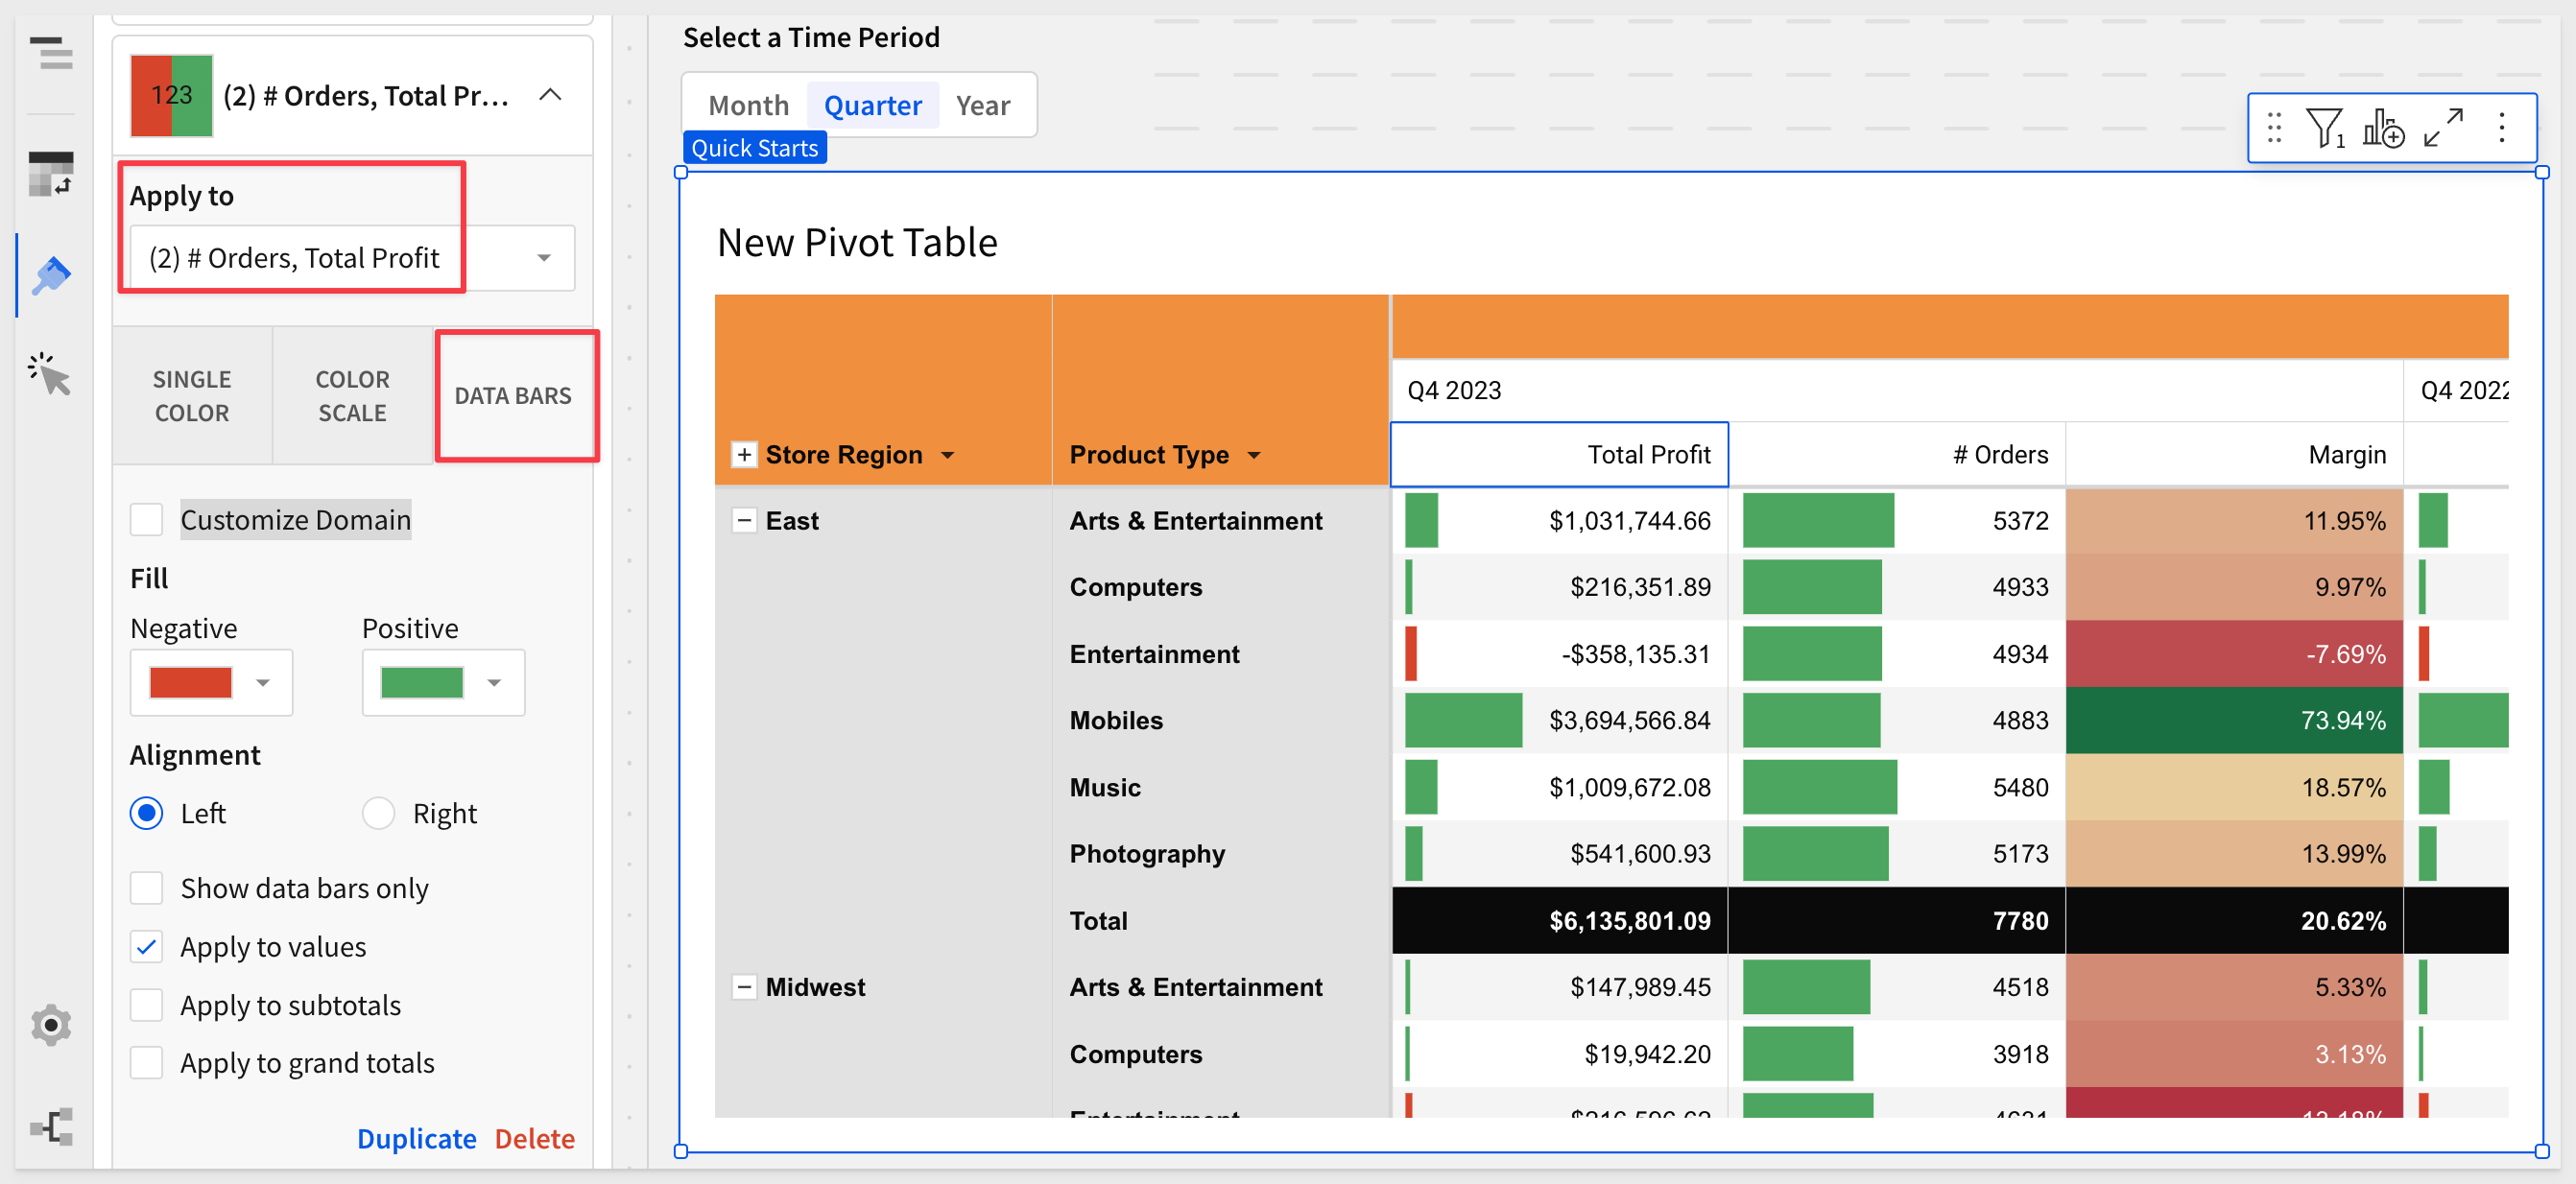 123 (2) # Orders, Total Pr...
Apply to
(2) # Orders, Total Profit
SINGLE COLOR
COLOR SCALE
DATA BARS
Customize Domain
Fill
Negative Positive
Alignment
Left Right
Show data bars only
Apply to values
Apply to subtotals
Apply to grand totals
Duplicate Delete
Select a Time Period
Month Quarter Year
Quick Starts
1
New Pivot Table
Q4 2023 Q4 2022
Store Region Product Type Total Profit # Orders Margin
East Arts & Entertainment $1,031,744.66 5372 11.95%
Computers $216,351.89 4933 9.97%
Entertainment -$358,135.31 4934 -7.69%
Mobiles $3,694,566.84 4883 73.94%
Music $1,009,672.08 5480 18.57%
Photography $541,600.93 5173 13.99%
Total $6,135,801.09 7780 20.62%
Midwest Arts & Entertainment $147,989.45 4518 5.33%
Computers $19,942.20 3918 3.13%
Entertainment